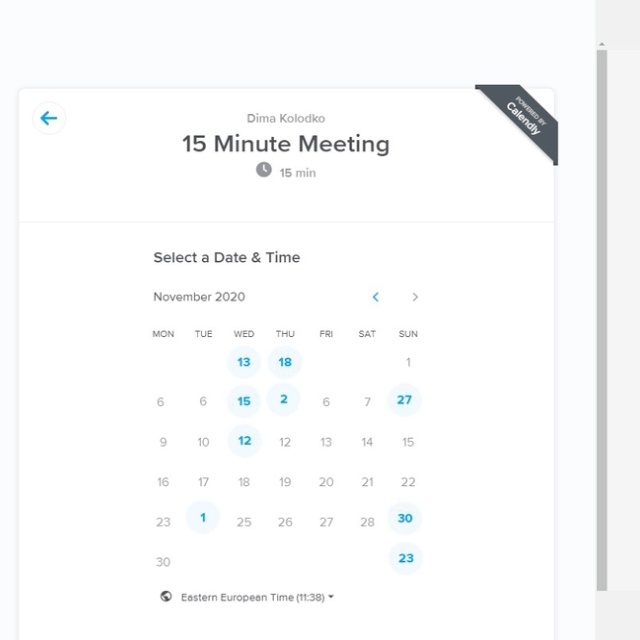 POWERED BY
Calendly
Dima Kolodko
15 Minute Meeting
15 min
Select a Date & Time
November 2020
MON TUE WED THU FRI SAT SUN
13 18 1
6 6 15 2 6 7 27
9 10 12 12 13 14 15
16 17 18 19 20 21 22
23 1 25 26 27 28 30
30 23
Eastern European Time (11:38)